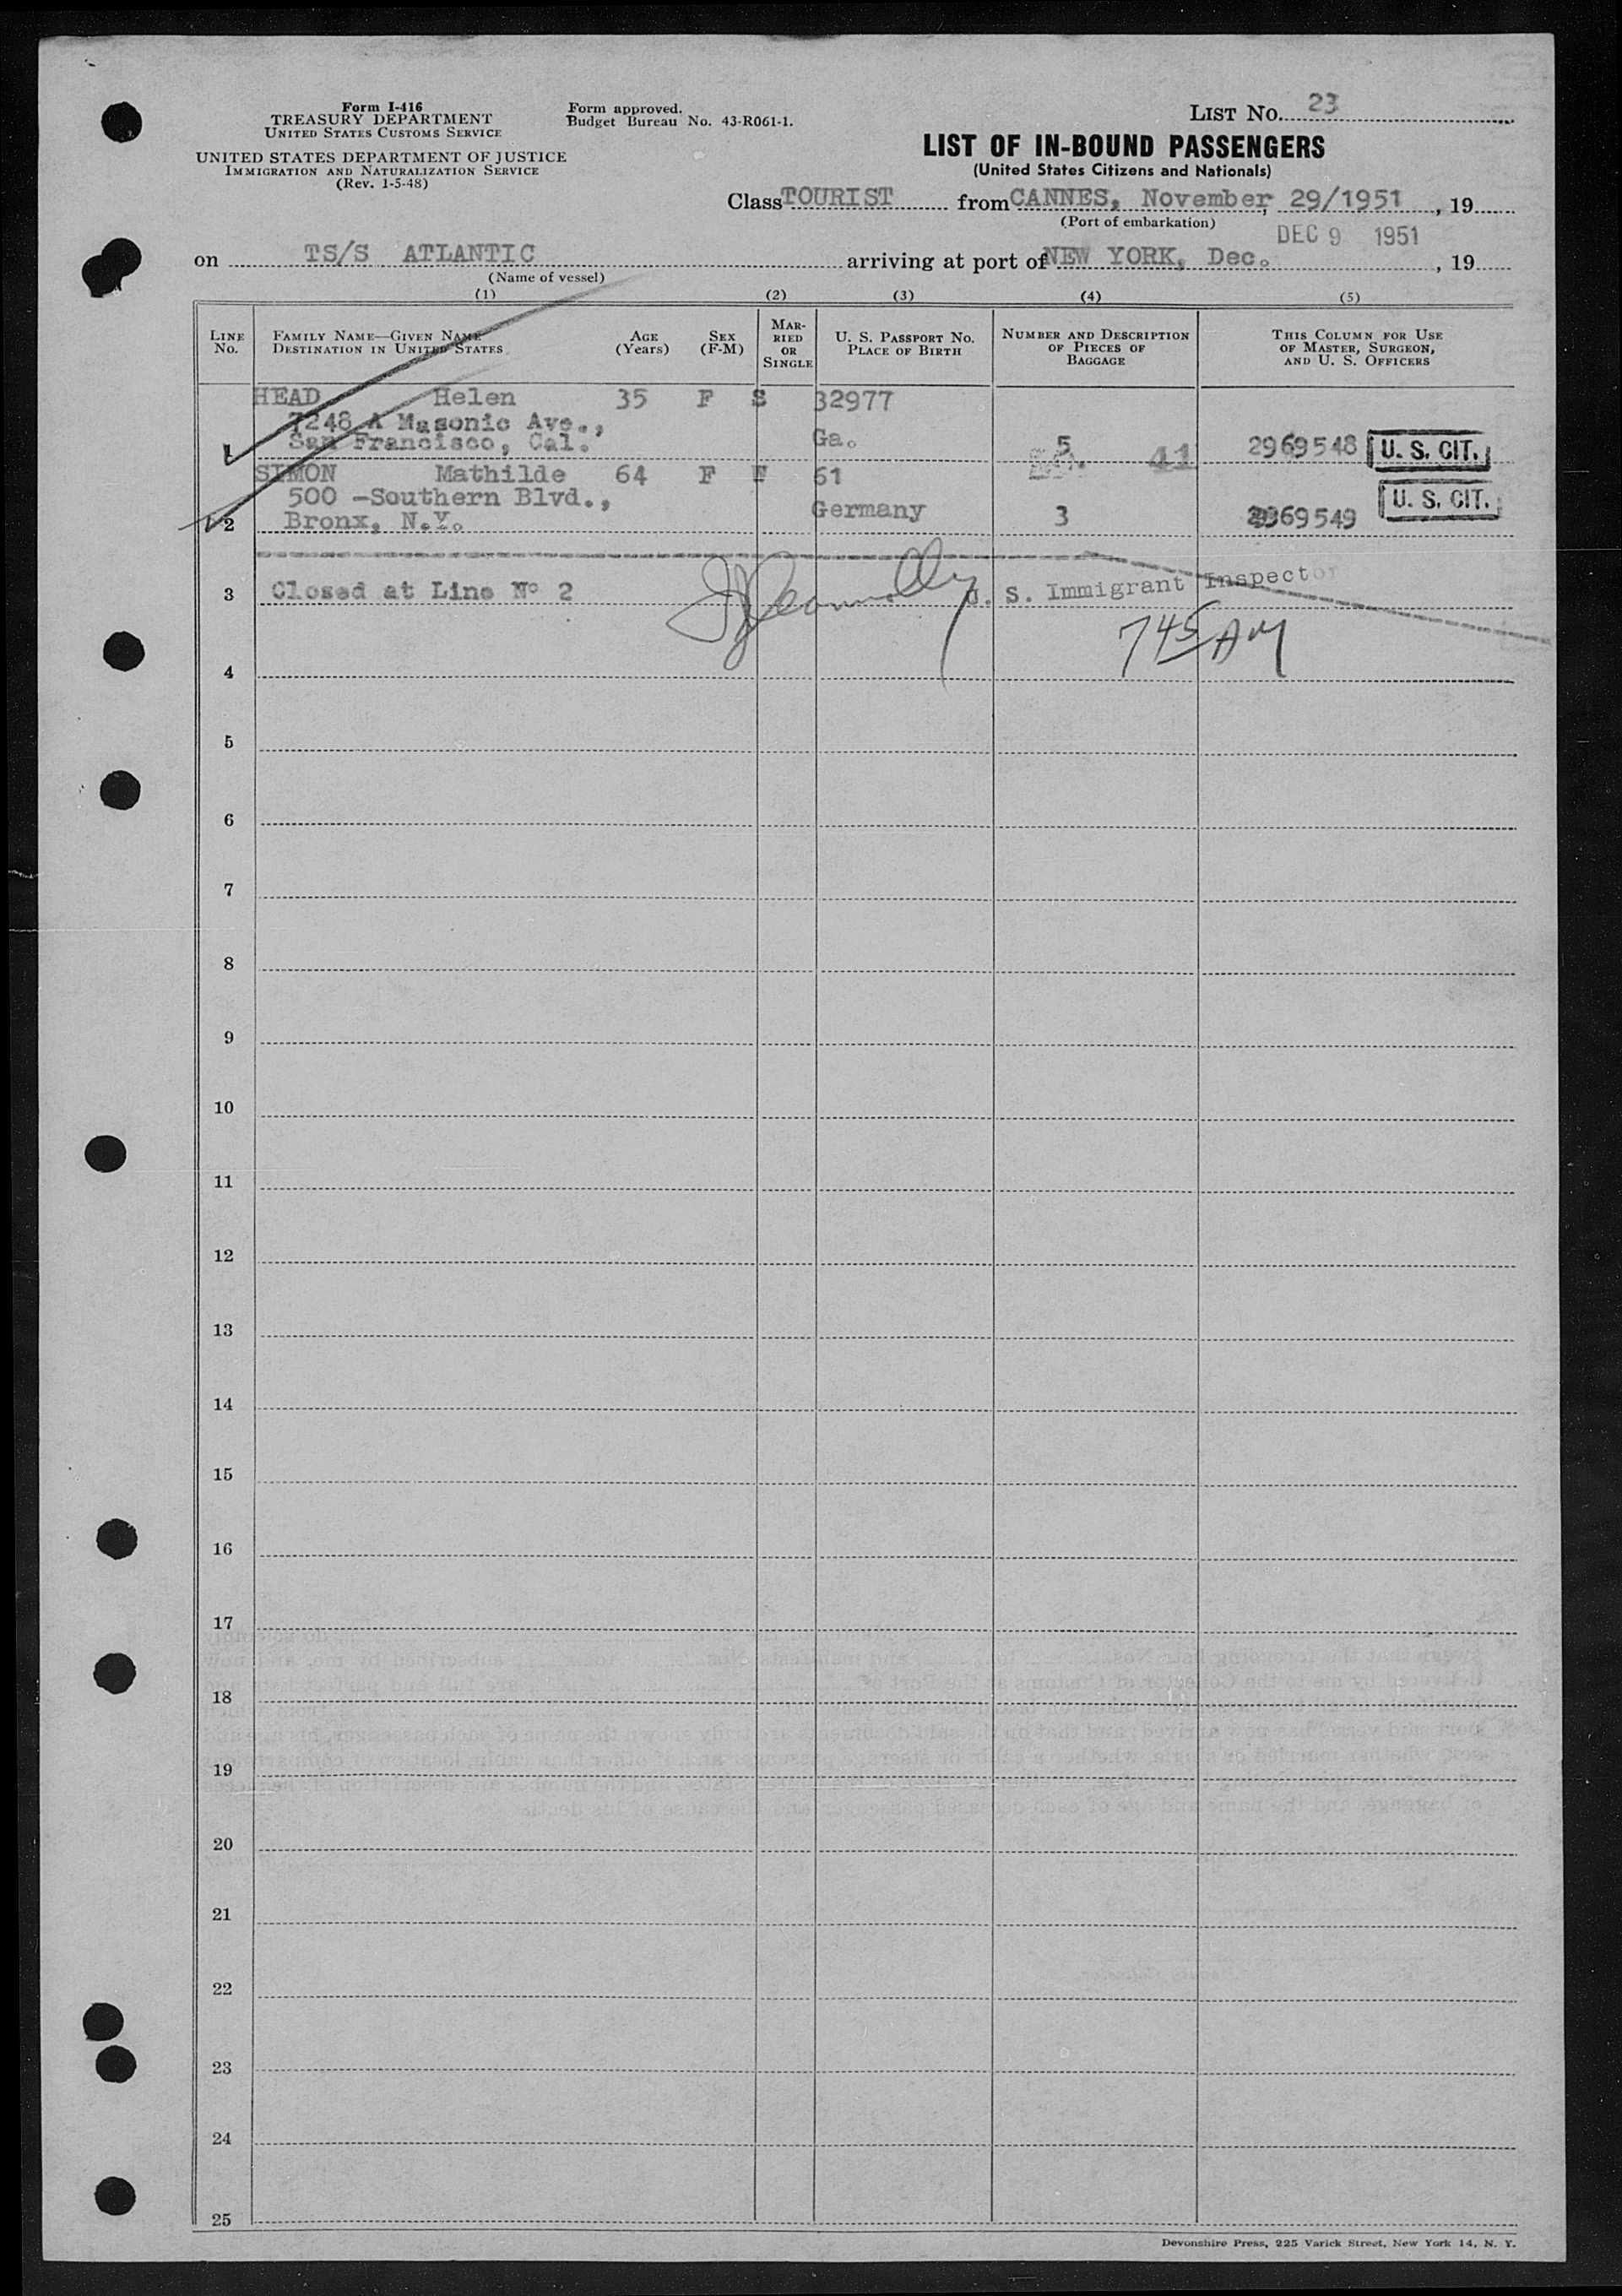 Form I-416
TREASURY DEPARTMENT
UNITED STATES CUSTOMS SERVICE
UNITED STATES DEPARTMENT OF JUSTICE
IMMIGRATION AND NATURALIZATION SERVICE
(Rev. 1-5-48)
Form approved.
Budget Bureau No. 43-R061-1.
LIST No. 23
LIST OF IN-BOUND PASSENGERS
(United States Citizens and Nationals)
Class TOURIST from CANNES, November 29/1951, 19
(Port of embarkation)
DEC 9 1951
on TS/S ATLANTIC arriving at port of NEW YORK, Dec. , 19
(Name of vessel)
(1) (2) (3) (4) (5)
LINE No. FAMILY NAME—GIVEN NAME DESTINATION IN UNITED STATES AGE (Years) SEX (F-M) MARRIED OR SINGLE U. S. PASSPORT No. PLACE OF BIRTH NUMBER AND DESCRIPTION OF PIECES OF BAGGAGE THIS COLUMN FOR USE OF MASTER, SURGEON, AND U. S. OFFICERS
HEAD Helen 35 F S 32977
7248 A Masonic Ave.,
1 San Francisco, Cal. Ga. 5 41 2969548 U. S. CIT.
SIMON Mathilde 64 F 61
500 -Southern Blvd.,
2 Bronx, N.Y. Germany 3 2969549 U. S. CIT.
3 Closed at Line No 2 U. S. Immigrant Inspector
745 AM
4
5
6
7
8
9
10
11
12
13
14
15
16
17
18
19
20
21
22
23
24
25
Devonshire Press, 225 Varick Street, New York 14, N. Y.